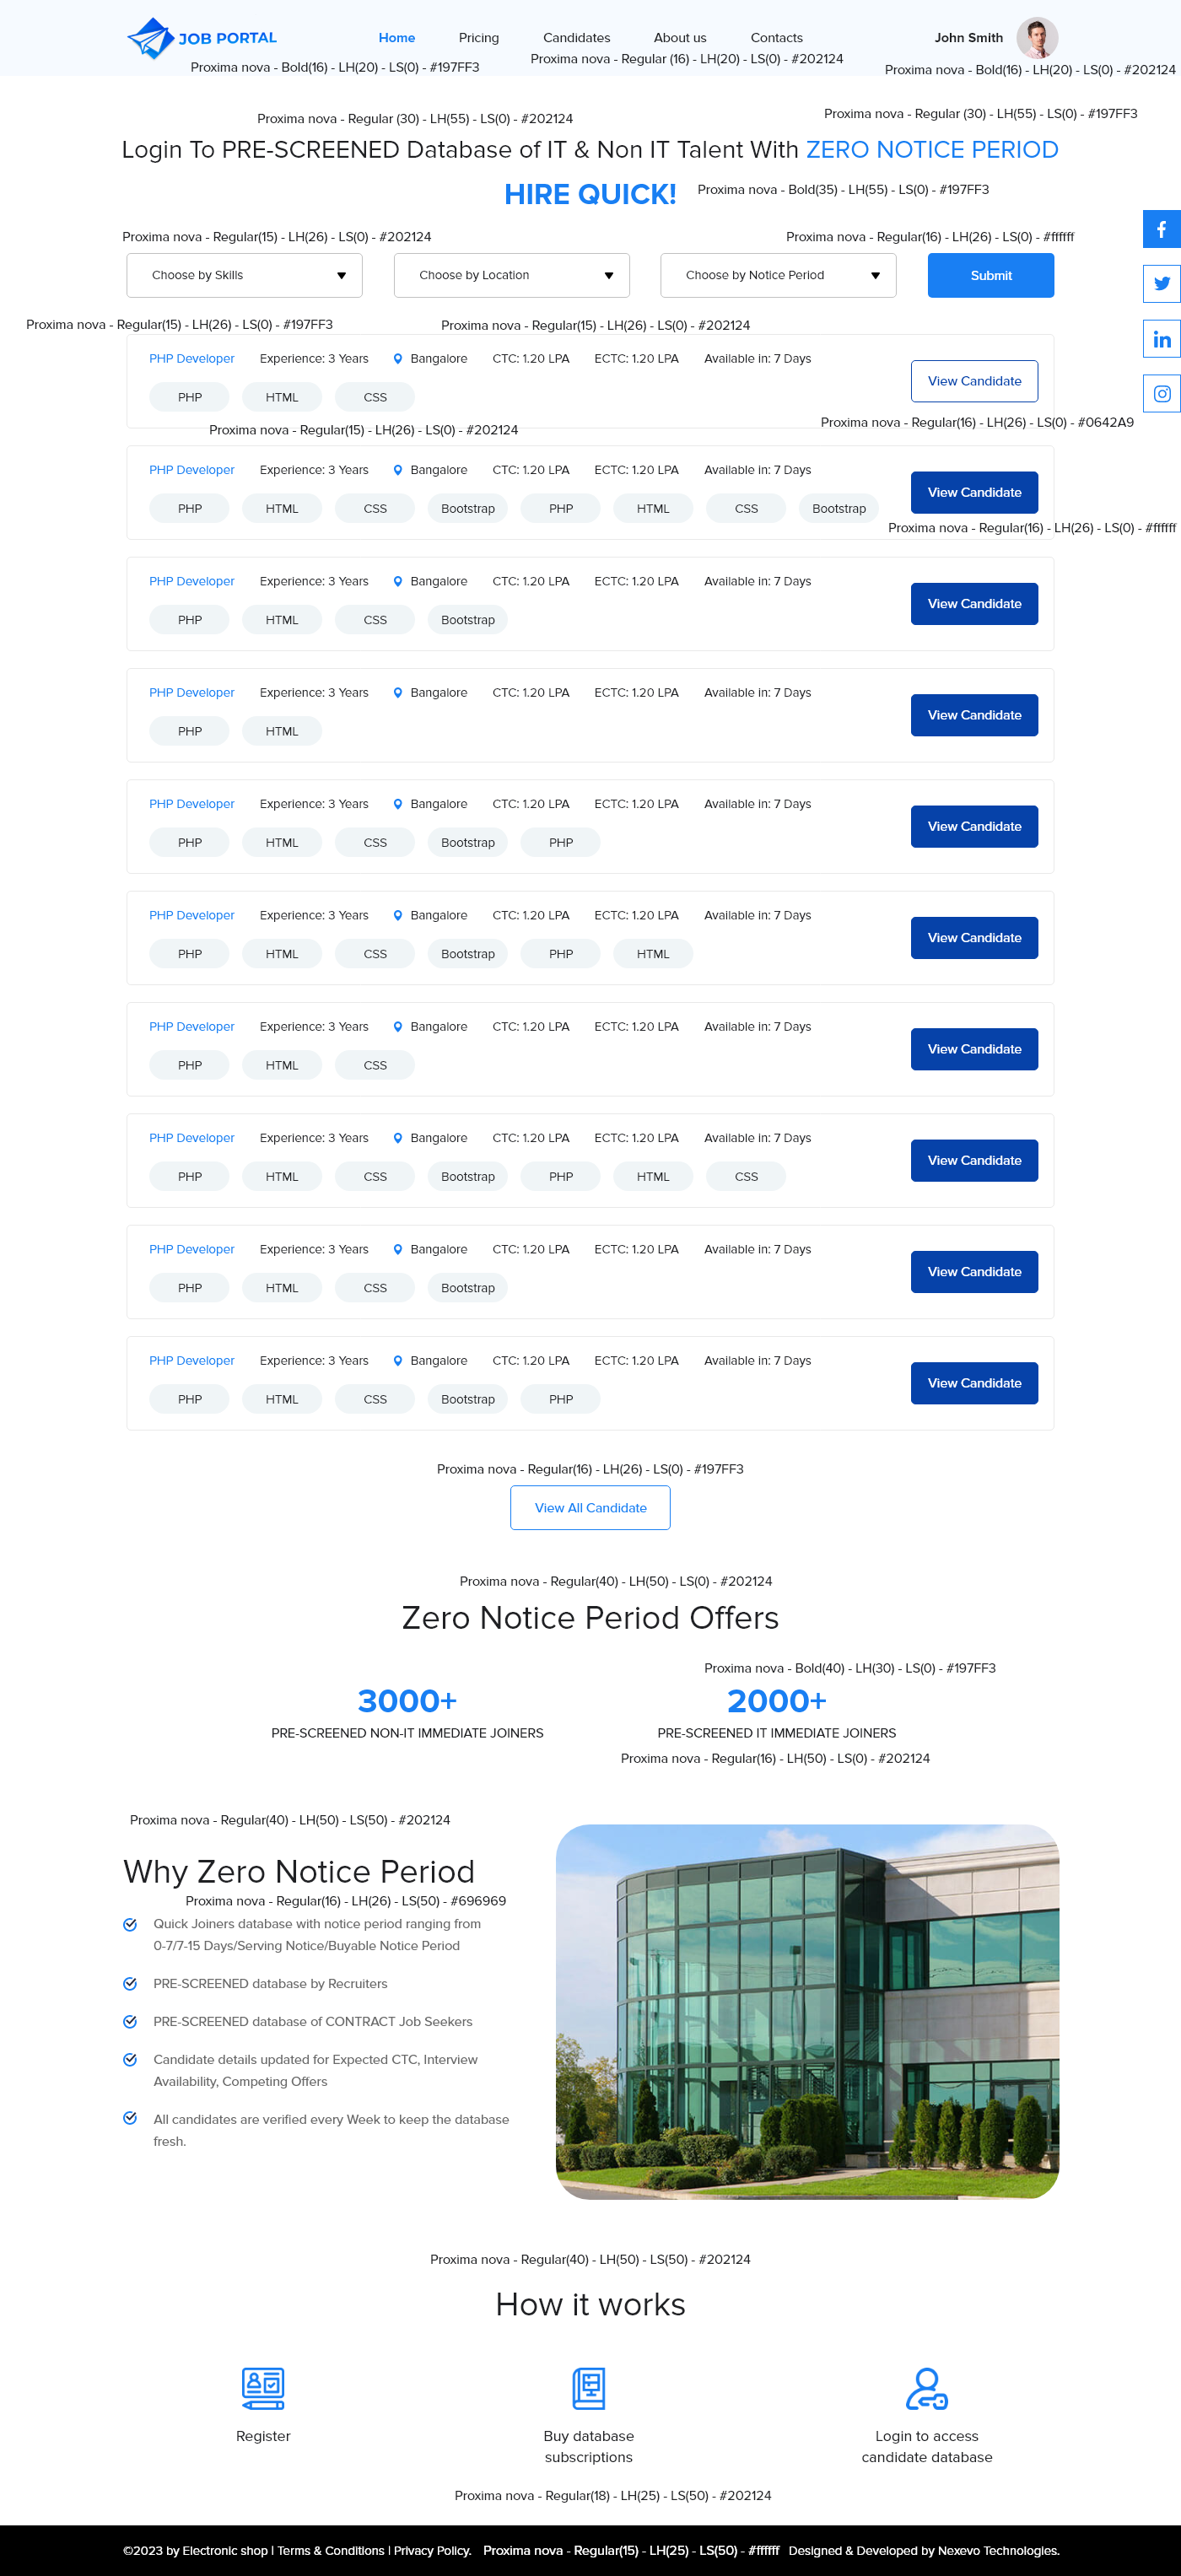 JOB PORTAL
Home Pricing Candidates About us Contacts John Smith
Proxima nova - Bold(16) - LH(20) - LS(0) - #197FF3
Proxima nova - Regular (16) - LH(20) - LS(0) - #202124
Proxima nova - Bold(16) - LH(20) - LS(0) - #202124
Proxima nova - Regular (30) - LH(55) - LS(0) - #202124
Proxima nova - Regular (30) - LH(55) - LS(0) - #197FF3
Login To PRE-SCREENED Database of IT & Non IT Talent With ZERO NOTICE PERIOD
HIRE QUICK!
Proxima nova - Bold(35) - LH(55) - LS(0) - #197FF3
Proxima nova - Regular(15) - LH(26) - LS(0) - #202124
Proxima nova - Regular(16) - LH(26) - LS(0) - #ffffff
Choose by Skills Choose by Location Choose by Notice Period Submit
Proxima nova - Regular(15) - LH(26) - LS(0) - #197FF3
Proxima nova - Regular(15) - LH(26) - LS(0) - #202124
PHP Developer Experience: 3 Years Bangalore CTC: 1.20 LPA ECTC: 1.20 LPA Available in: 7 Days
View Candidate
PHP HTML CSS
Proxima nova - Regular(15) - LH(26) - LS(0) - #202124
Proxima nova - Regular(16) - LH(26) - LS(0) - #0642A9
PHP Developer Experience: 3 Years Bangalore CTC: 1.20 LPA ECTC: 1.20 LPA Available in: 7 Days
View Candidate
PHP HTML CSS Bootstrap PHP HTML CSS Bootstrap
Proxima nova - Regular(16) - LH(26) - LS(0) - #ffffff
PHP Developer Experience: 3 Years Bangalore CTC: 1.20 LPA ECTC: 1.20 LPA Available in: 7 Days
View Candidate
PHP HTML CSS Bootstrap
PHP Developer Experience: 3 Years Bangalore CTC: 1.20 LPA ECTC: 1.20 LPA Available in: 7 Days
View Candidate
PHP HTML
PHP Developer Experience: 3 Years Bangalore CTC: 1.20 LPA ECTC: 1.20 LPA Available in: 7 Days
View Candidate
PHP HTML CSS Bootstrap PHP
PHP Developer Experience: 3 Years Bangalore CTC: 1.20 LPA ECTC: 1.20 LPA Available in: 7 Days
View Candidate
PHP HTML CSS Bootstrap PHP HTML
PHP Developer Experience: 3 Years Bangalore CTC: 1.20 LPA ECTC: 1.20 LPA Available in: 7 Days
View Candidate
PHP HTML CSS
PHP Developer Experience: 3 Years Bangalore CTC: 1.20 LPA ECTC: 1.20 LPA Available in: 7 Days
View Candidate
PHP HTML CSS Bootstrap PHP HTML CSS
PHP Developer Experience: 3 Years Bangalore CTC: 1.20 LPA ECTC: 1.20 LPA Available in: 7 Days
View Candidate
PHP HTML CSS Bootstrap
PHP Developer Experience: 3 Years Bangalore CTC: 1.20 LPA ECTC: 1.20 LPA Available in: 7 Days
View Candidate
PHP HTML CSS Bootstrap PHP
Proxima nova - Regular(16) - LH(26) - LS(0) - #197FF3
View All Candidate
Proxima nova - Regular(40) - LH(50) - LS(0) - #202124
Zero Notice Period Offers
Proxima nova - Bold(40) - LH(30) - LS(0) - #197FF3
3000+ 2000+
PRE-SCREENED NON-IT IMMEDIATE JOINERS PRE-SCREENED IT IMMEDIATE JOINERS
Proxima nova - Regular(16) - LH(50) - LS(0) - #202124
Proxima nova - Regular(40) - LH(50) - LS(50) - #202124
Why Zero Notice Period
Proxima nova - Regular(16) - LH(26) - LS(50) - #696969
Quick Joiners database with notice period ranging from
0-7/7-15 Days/Serving Notice/Buyable Notice Period
PRE-SCREENED database by Recruiters
PRE-SCREENED database of CONTRACT Job Seekers
Candidate details updated for Expected CTC, Interview
Availability, Competing Offers
All candidates are verified every Week to keep the database
fresh.
Proxima nova - Regular(40) - LH(50) - LS(50) - #202124
How it works
Register
Buy database
subscriptions
Login to access
candidate database
Proxima nova - Regular(18) - LH(25) - LS(50) - #202124
©2023 by Electronic shop | Terms & Conditions | Privacy Policy. Proxima nova - Regular(15) - LH(25) - LS(50) - #ffffff Designed & Developed by Nexevo Technologies.